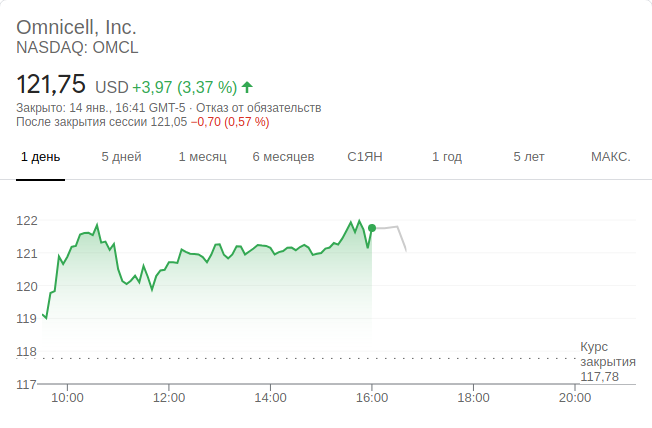 Omnicell, Inc.
NASDAQ: OMCL
121,75 USD +3,97 (3,37 %)
Закрыто: 14 янв., 16:41 GMT-5 · Отказ от обязательств
После закрытия сессии 121,05 −0,70 (0,57 %)
1 день 5 дней 1 месяц 6 месяцев С1ЯН 1 год 5 лет МАКС.
122
121
120
119
118
117
Курс
закрытия
117,78
10:00 12:00 14:00 16:00 18:00 20:00